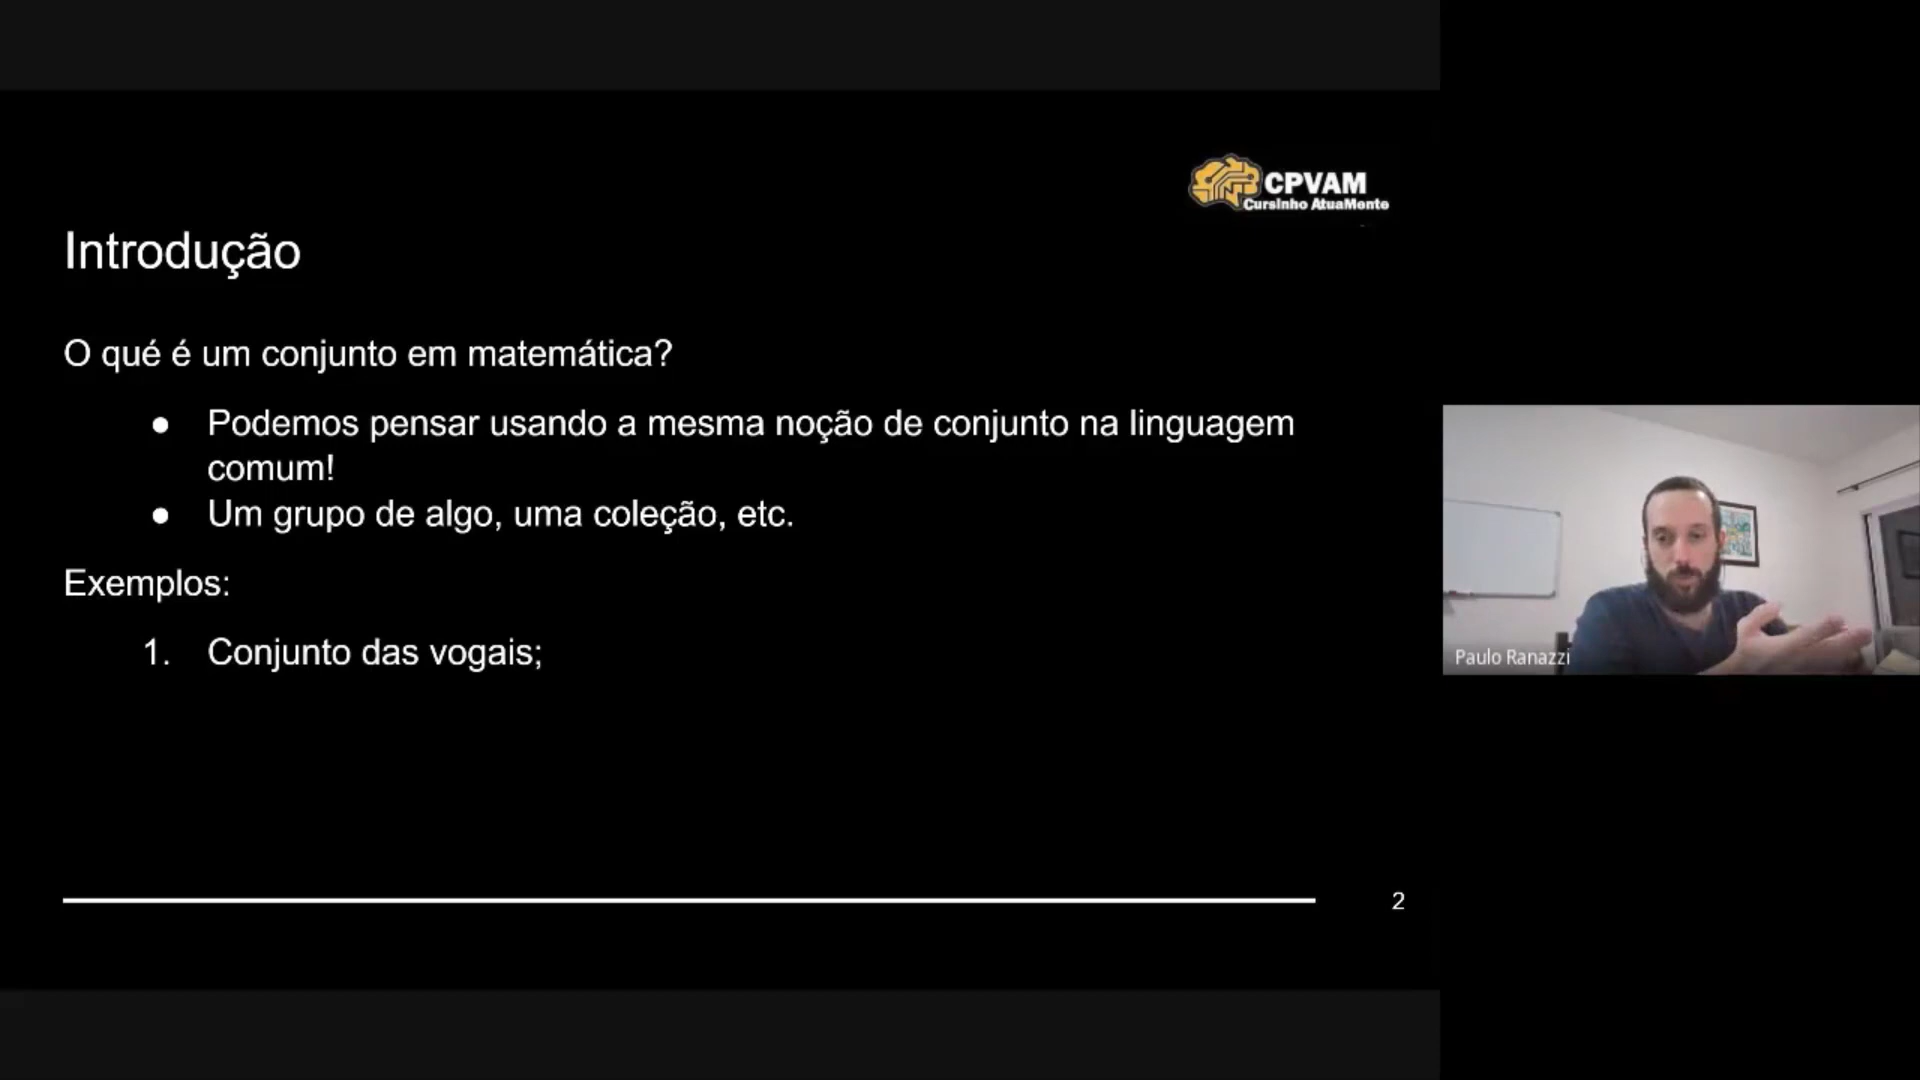 CPVAM
Cursinho AtuaMente
Introdução
O qué é um conjunto em matemática?
● Podemos pensar usando a mesma noção de conjunto na linguagem
comum!
● Um grupo de algo, uma coleção, etc.
Exemplos:
1. Conjunto das vogais;
Paulo Ranazzi
2